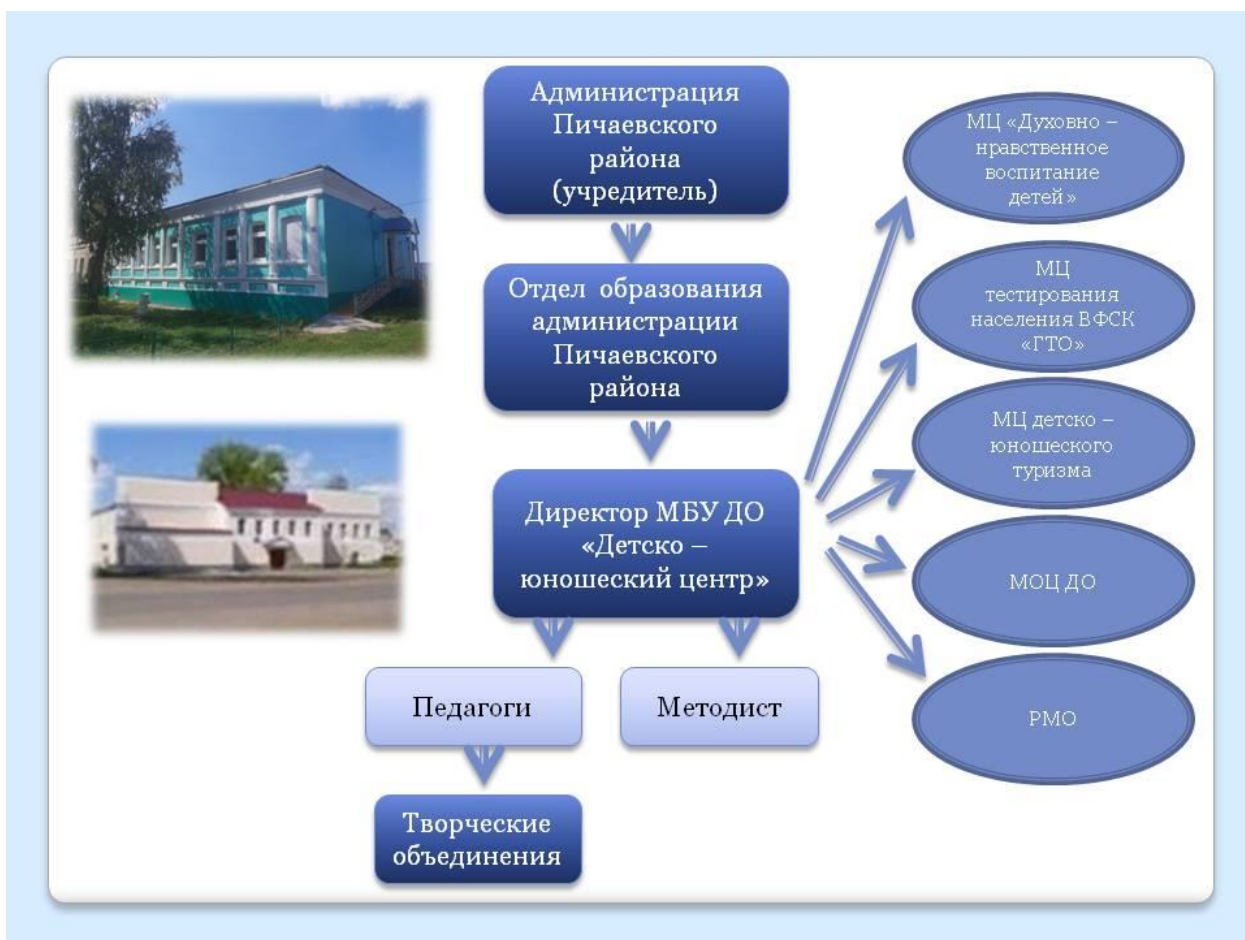 Администрация
Пичаевского
района
(учредитель)
Отдел образования
администрации
Пичаевского
района
Директор МБУ ДО
«Детско –
юношеский центр»
Педагоги
Методист
Творческие
объединения
МЦ «Духовно –
нравственное
воспитание
детей»
МЦ
тестирования
населения ВФСК
«ГТО»
МЦ детско –
юношеского
туризма
МОЦ ДО
РМО